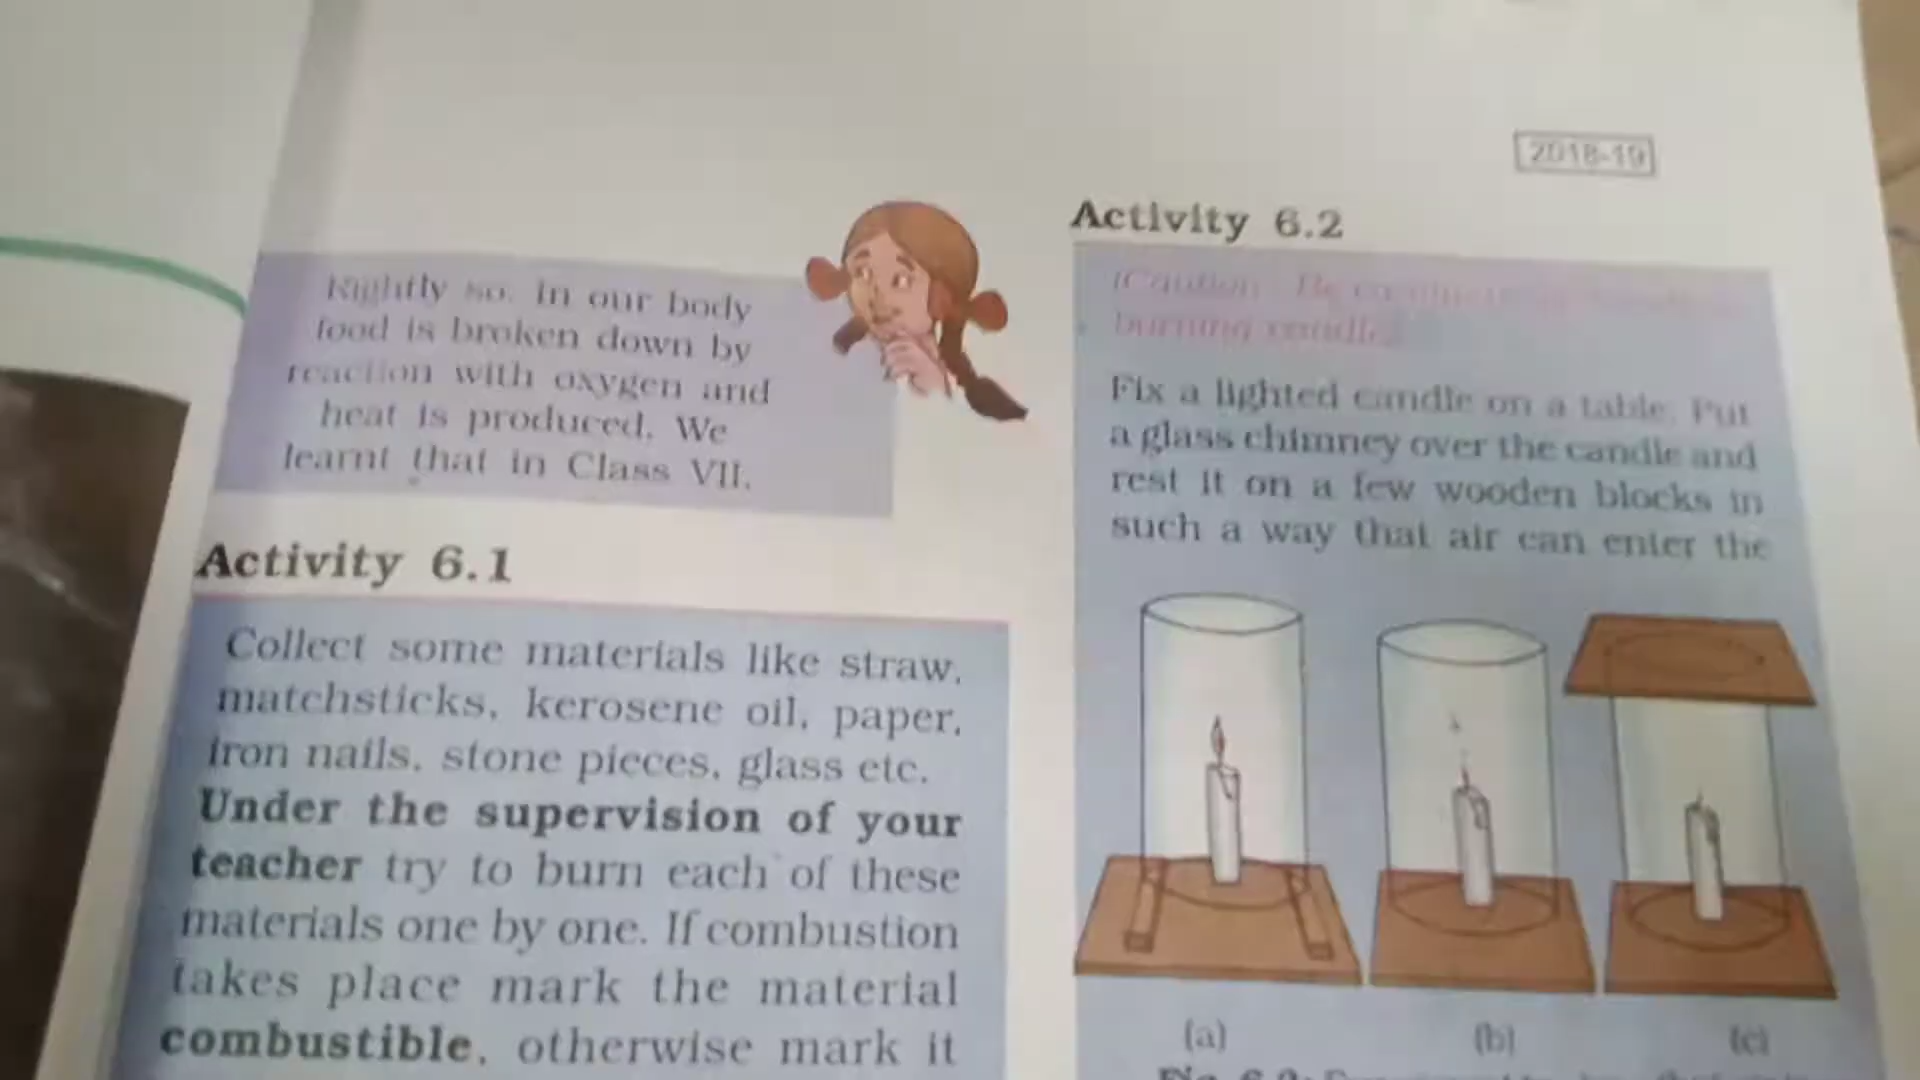 2018-19
Rightly so, in our body
food is broken down by
reaction with oxygen and
heat is produced. We
learnt that in Class VII.
Activity 6.1
Collect some materials like straw,
matchsticks, kerosene oil, paper,
iron nails, stone pieces, glass etc.
Under the supervision of your
teacher try to burn each of these
materials one by one. If combustion
takes place mark the material
combustible, otherwise mark it
Activity 6.2
(Caution : Be
burning candle
Fix a lighted candle on a table. Put
a glass chimney over the candle and
rest it on a few wooden blocks in
such a way that air can enter the
(a)
(b)
(c)